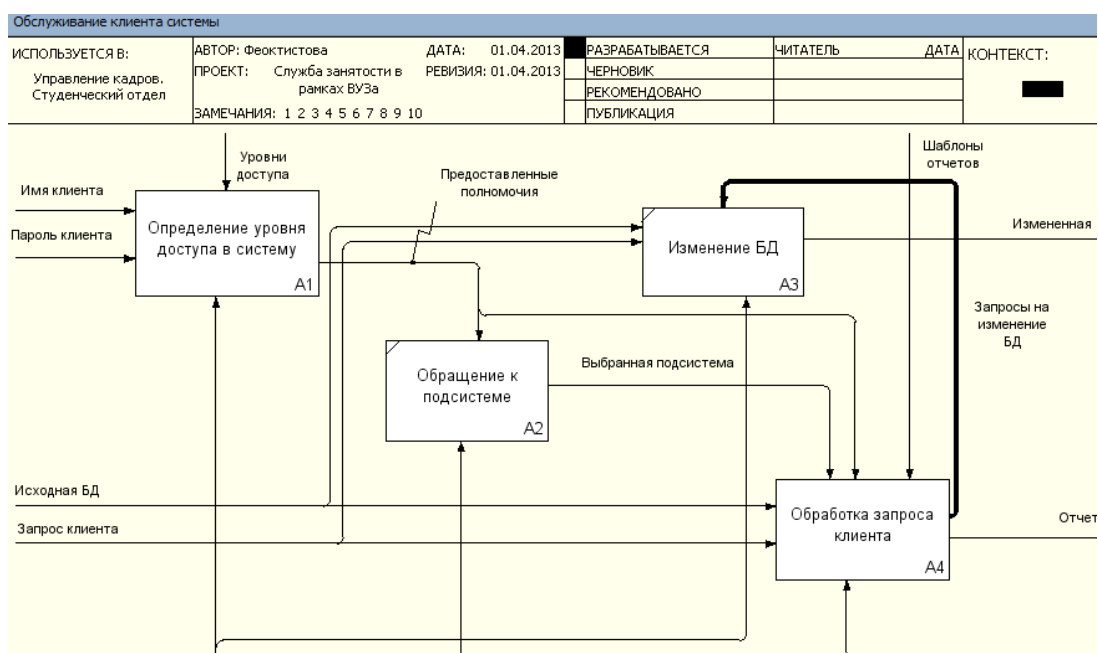 Обслуживание клиента системы
ИСПОЛЬЗУЕТСЯ В:
Управление кадров.
Студенческий отдел
АВТОР: Феоктистова
ДАТА: 01.04.2013
ПРОЕКТ: Служба занятости в
рамках ВУЗа
РЕВИЗИЯ: 01.04.2013
ЗАМЕЧАНИЯ: 1 2 3 4 5 6 7 8 9 10
РАЗРАБАТЫВАЕТСЯ
ЧЕРНОВИК
РЕКОМЕНДОВАНО
ПУБЛИКАЦИЯ
ЧИТАТЕЛЬ
ДАТА
КОНТЕКСТ:
Уровни
доступа
Предоставленные
полномочия
Шаблоны
отчетов
Имя клиента
Пароль клиента
Определение уровня
доступа в систему
A1
Изменение БД
A3
Измененная
Запросы на
изменение
БД
Обращение к
подсистеме
A2
Выбранная подсистема
Исходная БД
Запрос клиента
Обработка запроса
клиента
A4
Отчет